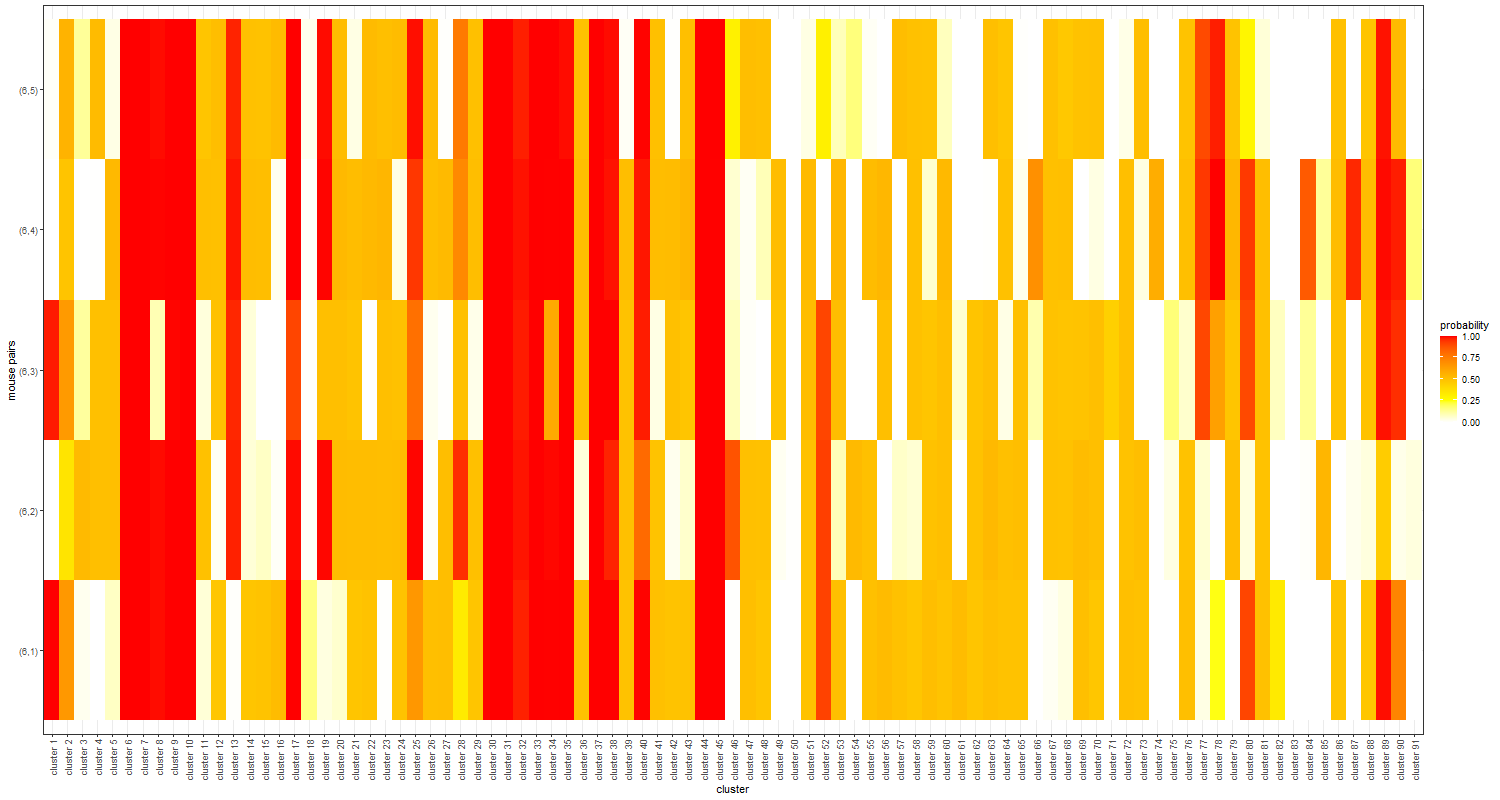 (6,5)
(6,4)
(6,3)
(6,2)
(6,1)
mouse pairs
cluster 1
cluster 2
cluster 3
cluster 4
cluster 5
cluster 6
cluster 7
cluster 8
cluster 9
cluster 10
cluster 11
cluster 12
cluster 13
cluster 14
cluster 15
cluster 16
cluster 17
cluster 18
cluster 19
cluster 20
cluster 21
cluster 22
cluster 23
cluster 24
cluster 25
cluster 26
cluster 27
cluster 28
cluster 29
cluster 30
cluster 31
cluster 32
cluster 33
cluster 34
cluster 35
cluster 36
cluster 37
cluster 38
cluster 39
cluster 40
cluster 41
cluster 42
cluster 43
cluster 44
cluster 45
cluster 46
cluster 47
cluster 48
cluster 49
cluster 50
cluster 51
cluster 52
cluster 53
cluster 54
cluster 55
cluster 56
cluster 57
cluster 58
cluster 59
cluster 60
cluster 61
cluster 62
cluster 63
cluster 64
cluster 65
cluster 66
cluster 67
cluster 68
cluster 69
cluster 70
cluster 71
cluster 72
cluster 73
cluster 74
cluster 75
cluster 76
cluster 77
cluster 78
cluster 79
cluster 80
cluster 81
cluster 82
cluster 83
cluster 84
cluster 85
cluster 86
cluster 87
cluster 88
cluster 89
cluster 90
cluster 91
cluster
probability
1.00
0.75
0.50
0.25
0.00